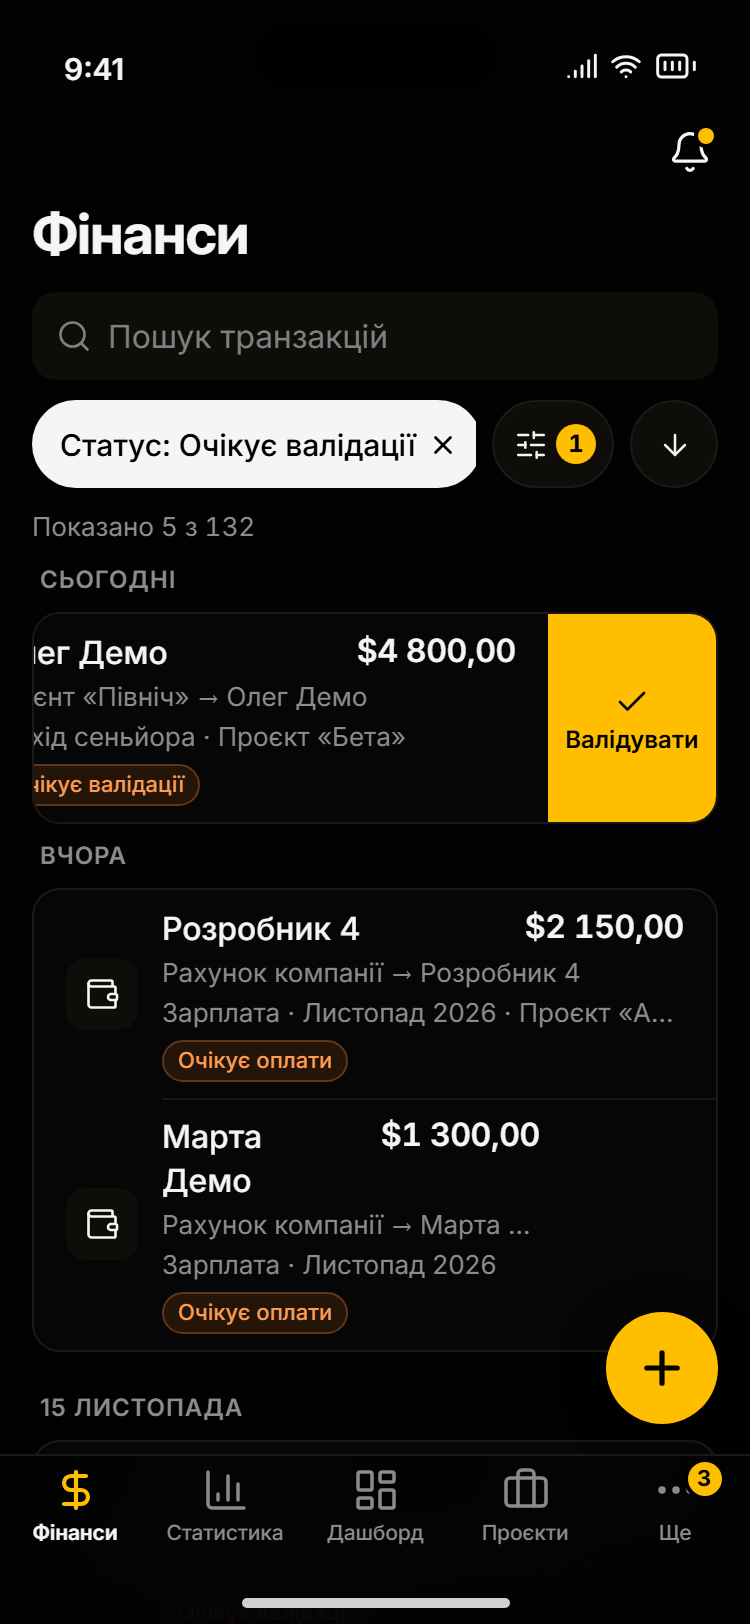 9:41
Фінанси
Пошук транзакцій
Статус: Очікує валідації
1
Показано 5 з 132
СЬОГОДНІ
лег Демо $4 800,00
єнт «Північ» → Олег Демо
хід сеньйора · Проєкт «Бета»
чікує валідації
Валідувати
ВЧОРА
Розробник 4 $2 150,00
Рахунок компанії → Розробник 4
Зарплата · Листопад 2026 · Проєкт «А...
Очікує оплати
Марта Демо $1 300,00
Рахунок компанії → Марта ...
Зарплата · Листопад 2026
Очікує оплати
15 ЛИСТОПАДА
3
Фінанси Статистика Дашборд Проєкти Ще
Очікує валідації